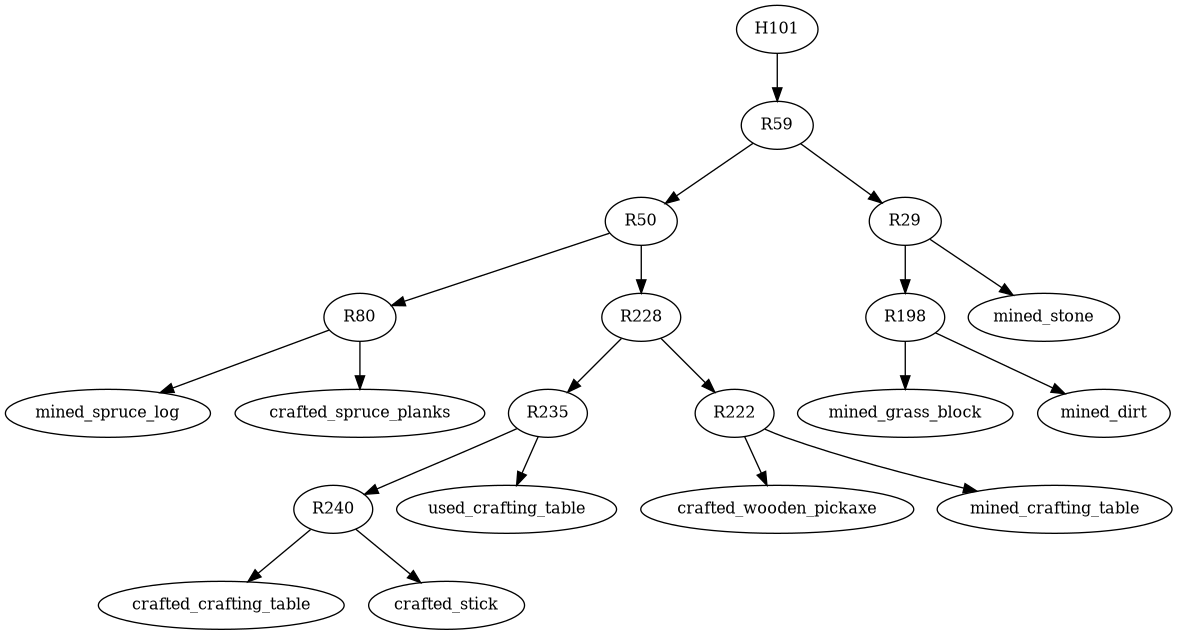 H101
R59
R50
R29
R80
R228
R198
mined_stone
mined_spruce_log
crafted_spruce_planks
R235
R222
mined_grass_block
mined_dirt
R240
used_crafting_table
crafted_wooden_pickaxe
mined_crafting_table
crafted_crafting_table
crafted_stick